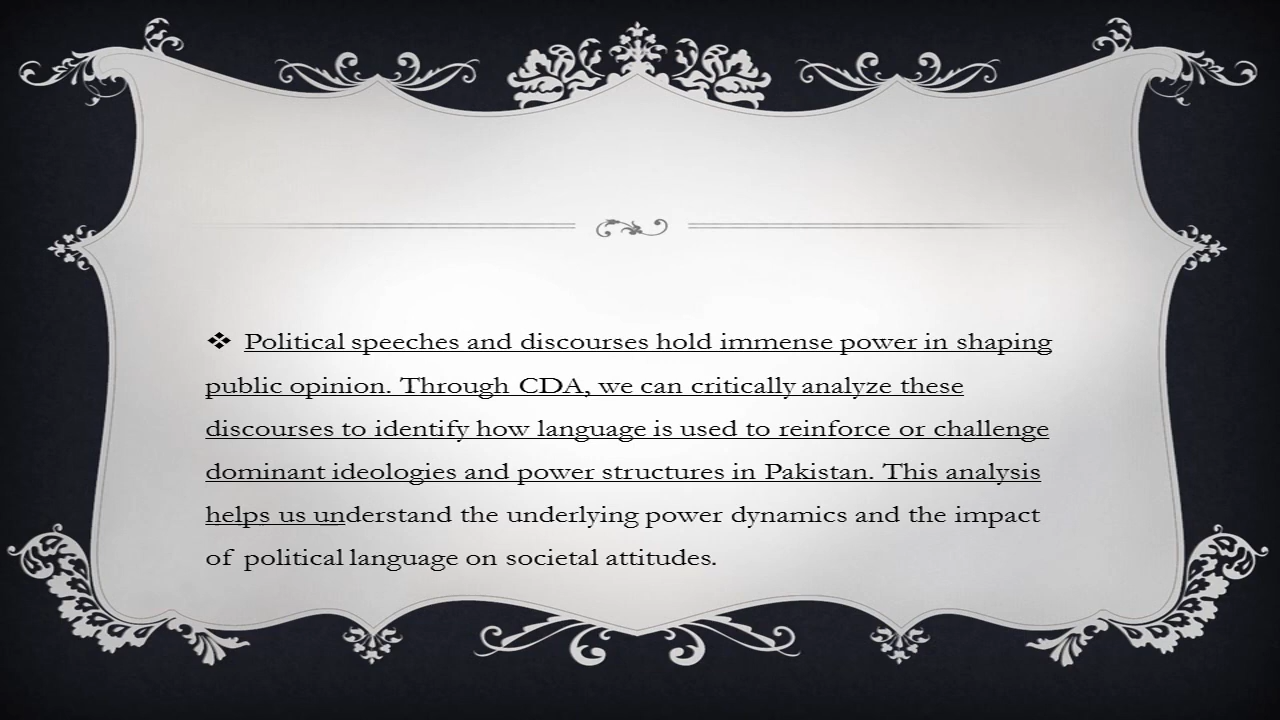 ❖ Political speeches and discourses hold immense power in shaping
public opinion. Through CDA, we can critically analyze these
discourses to identify how language is used to reinforce or challenge
dominant ideologies and power structures in Pakistan. This analysis
helps us understand the underlying power dynamics and the impact
of political language on societal attitudes.